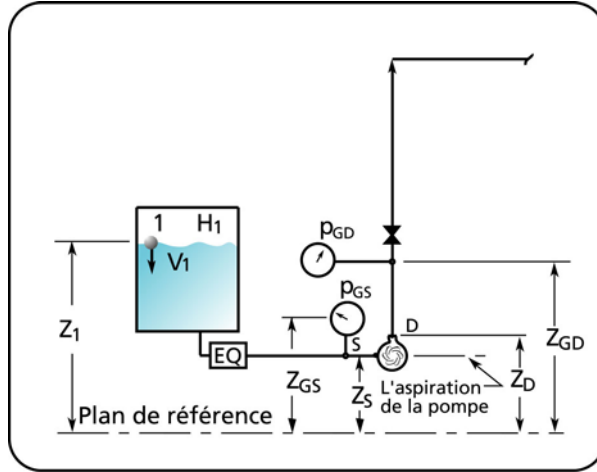 1 H1
V1
pGD
pGS
Z1
EQ
S
D
ZGS
ZS
L'aspiration
de la pompe
ZD
ZGD
Plan de référence